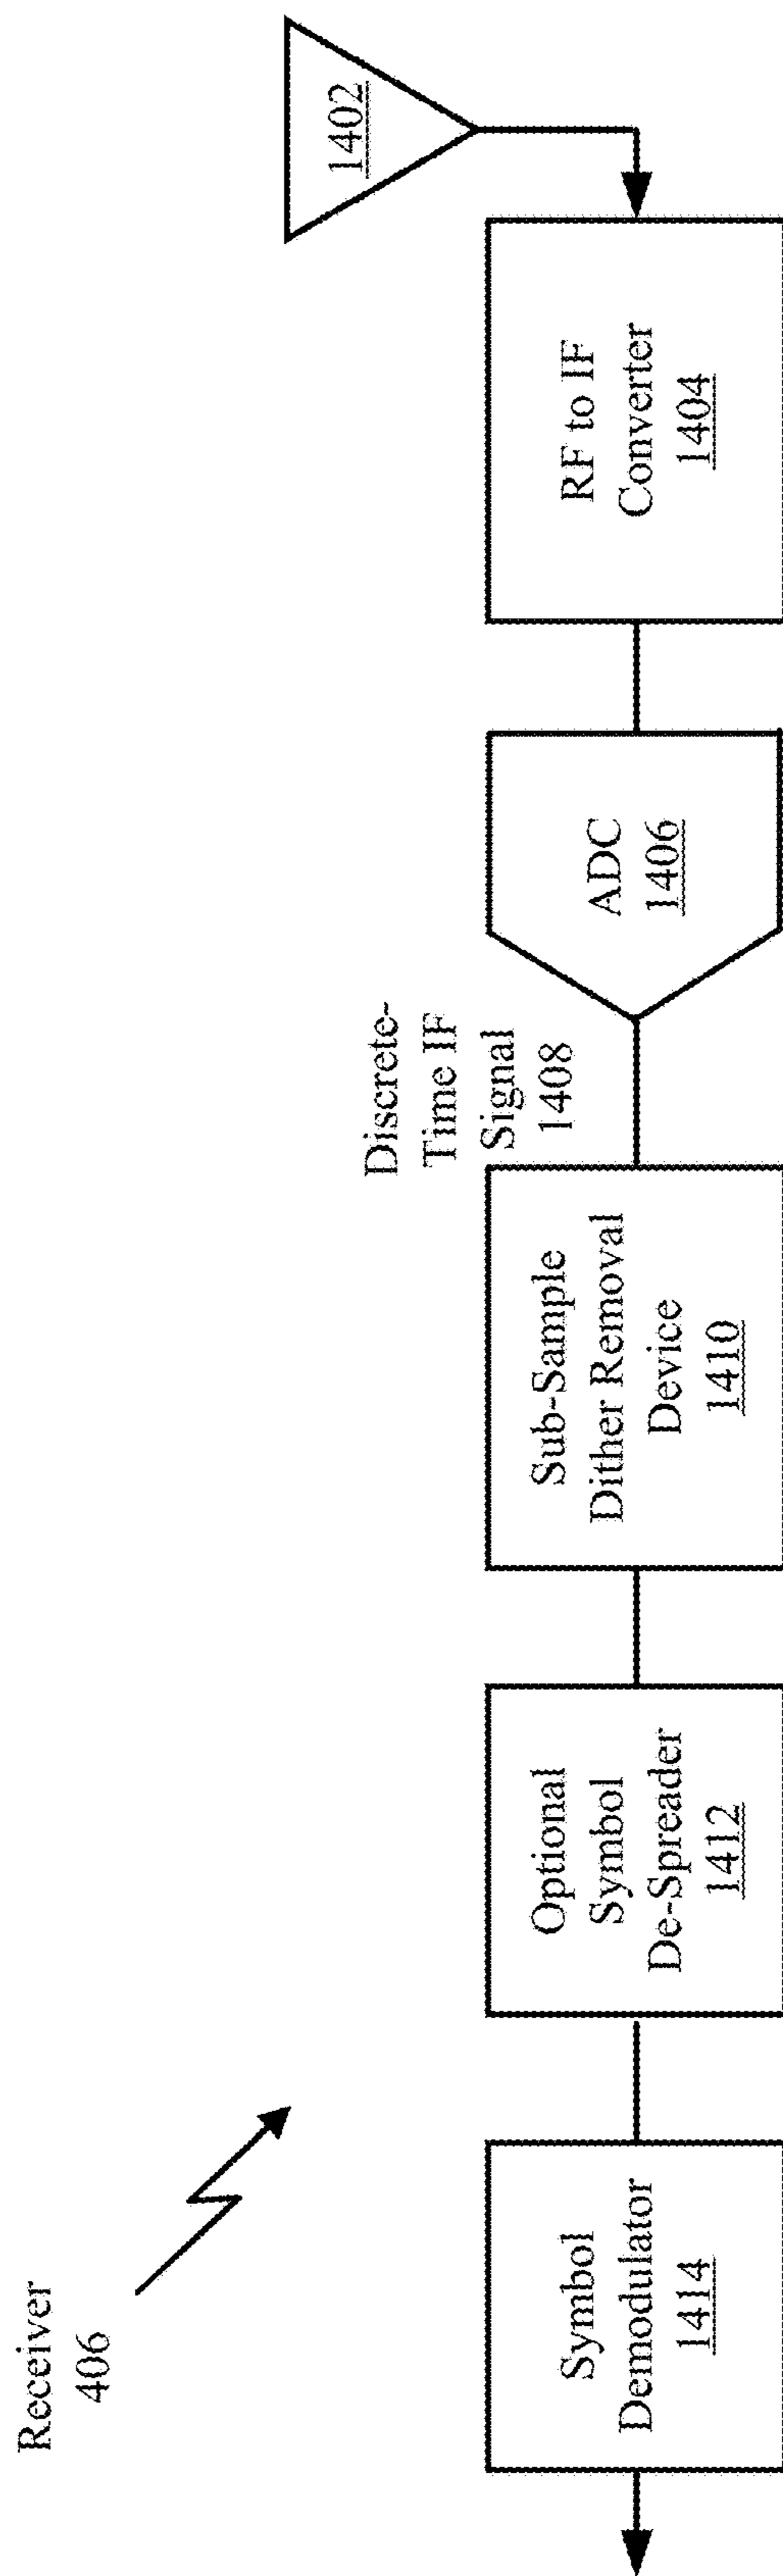 Receiver
406
1402
RF to IF
Converter
1404
ADC
1406
Discrete-
Time IF
Signal
1408
Sub-Sample
Dither Removal
Device
1410
Optional
Symbol
De-Spreader
1412
Symbol
Demodulator
1414